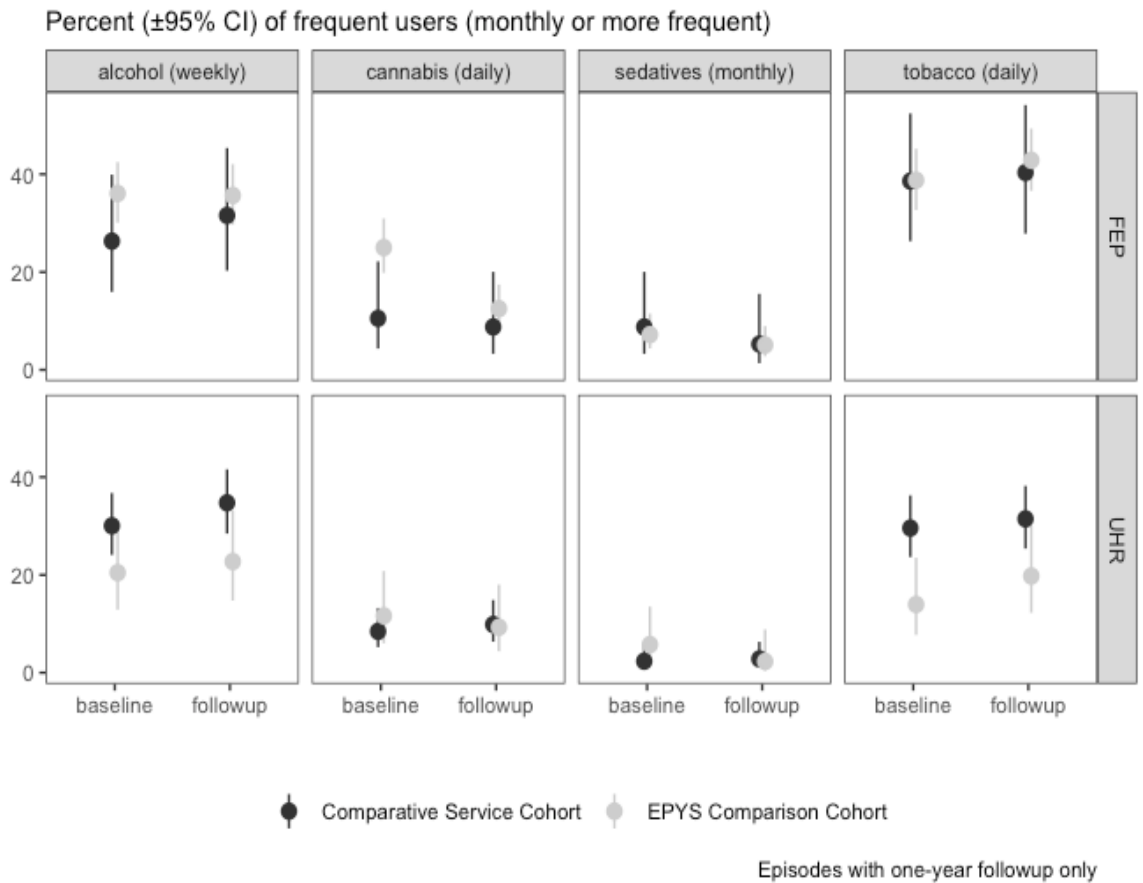 Percent (±95% CI) of frequent users (monthly or more frequent)
alcohol (weekly) cannabis (daily) sedatives (monthly) tobacco (daily)
40
20
0
FEP
40
20
0
UHR
baseline followup baseline followup baseline followup baseline followup
Comparative Service Cohort EPYS Comparison Cohort
Episodes with one-year followup only